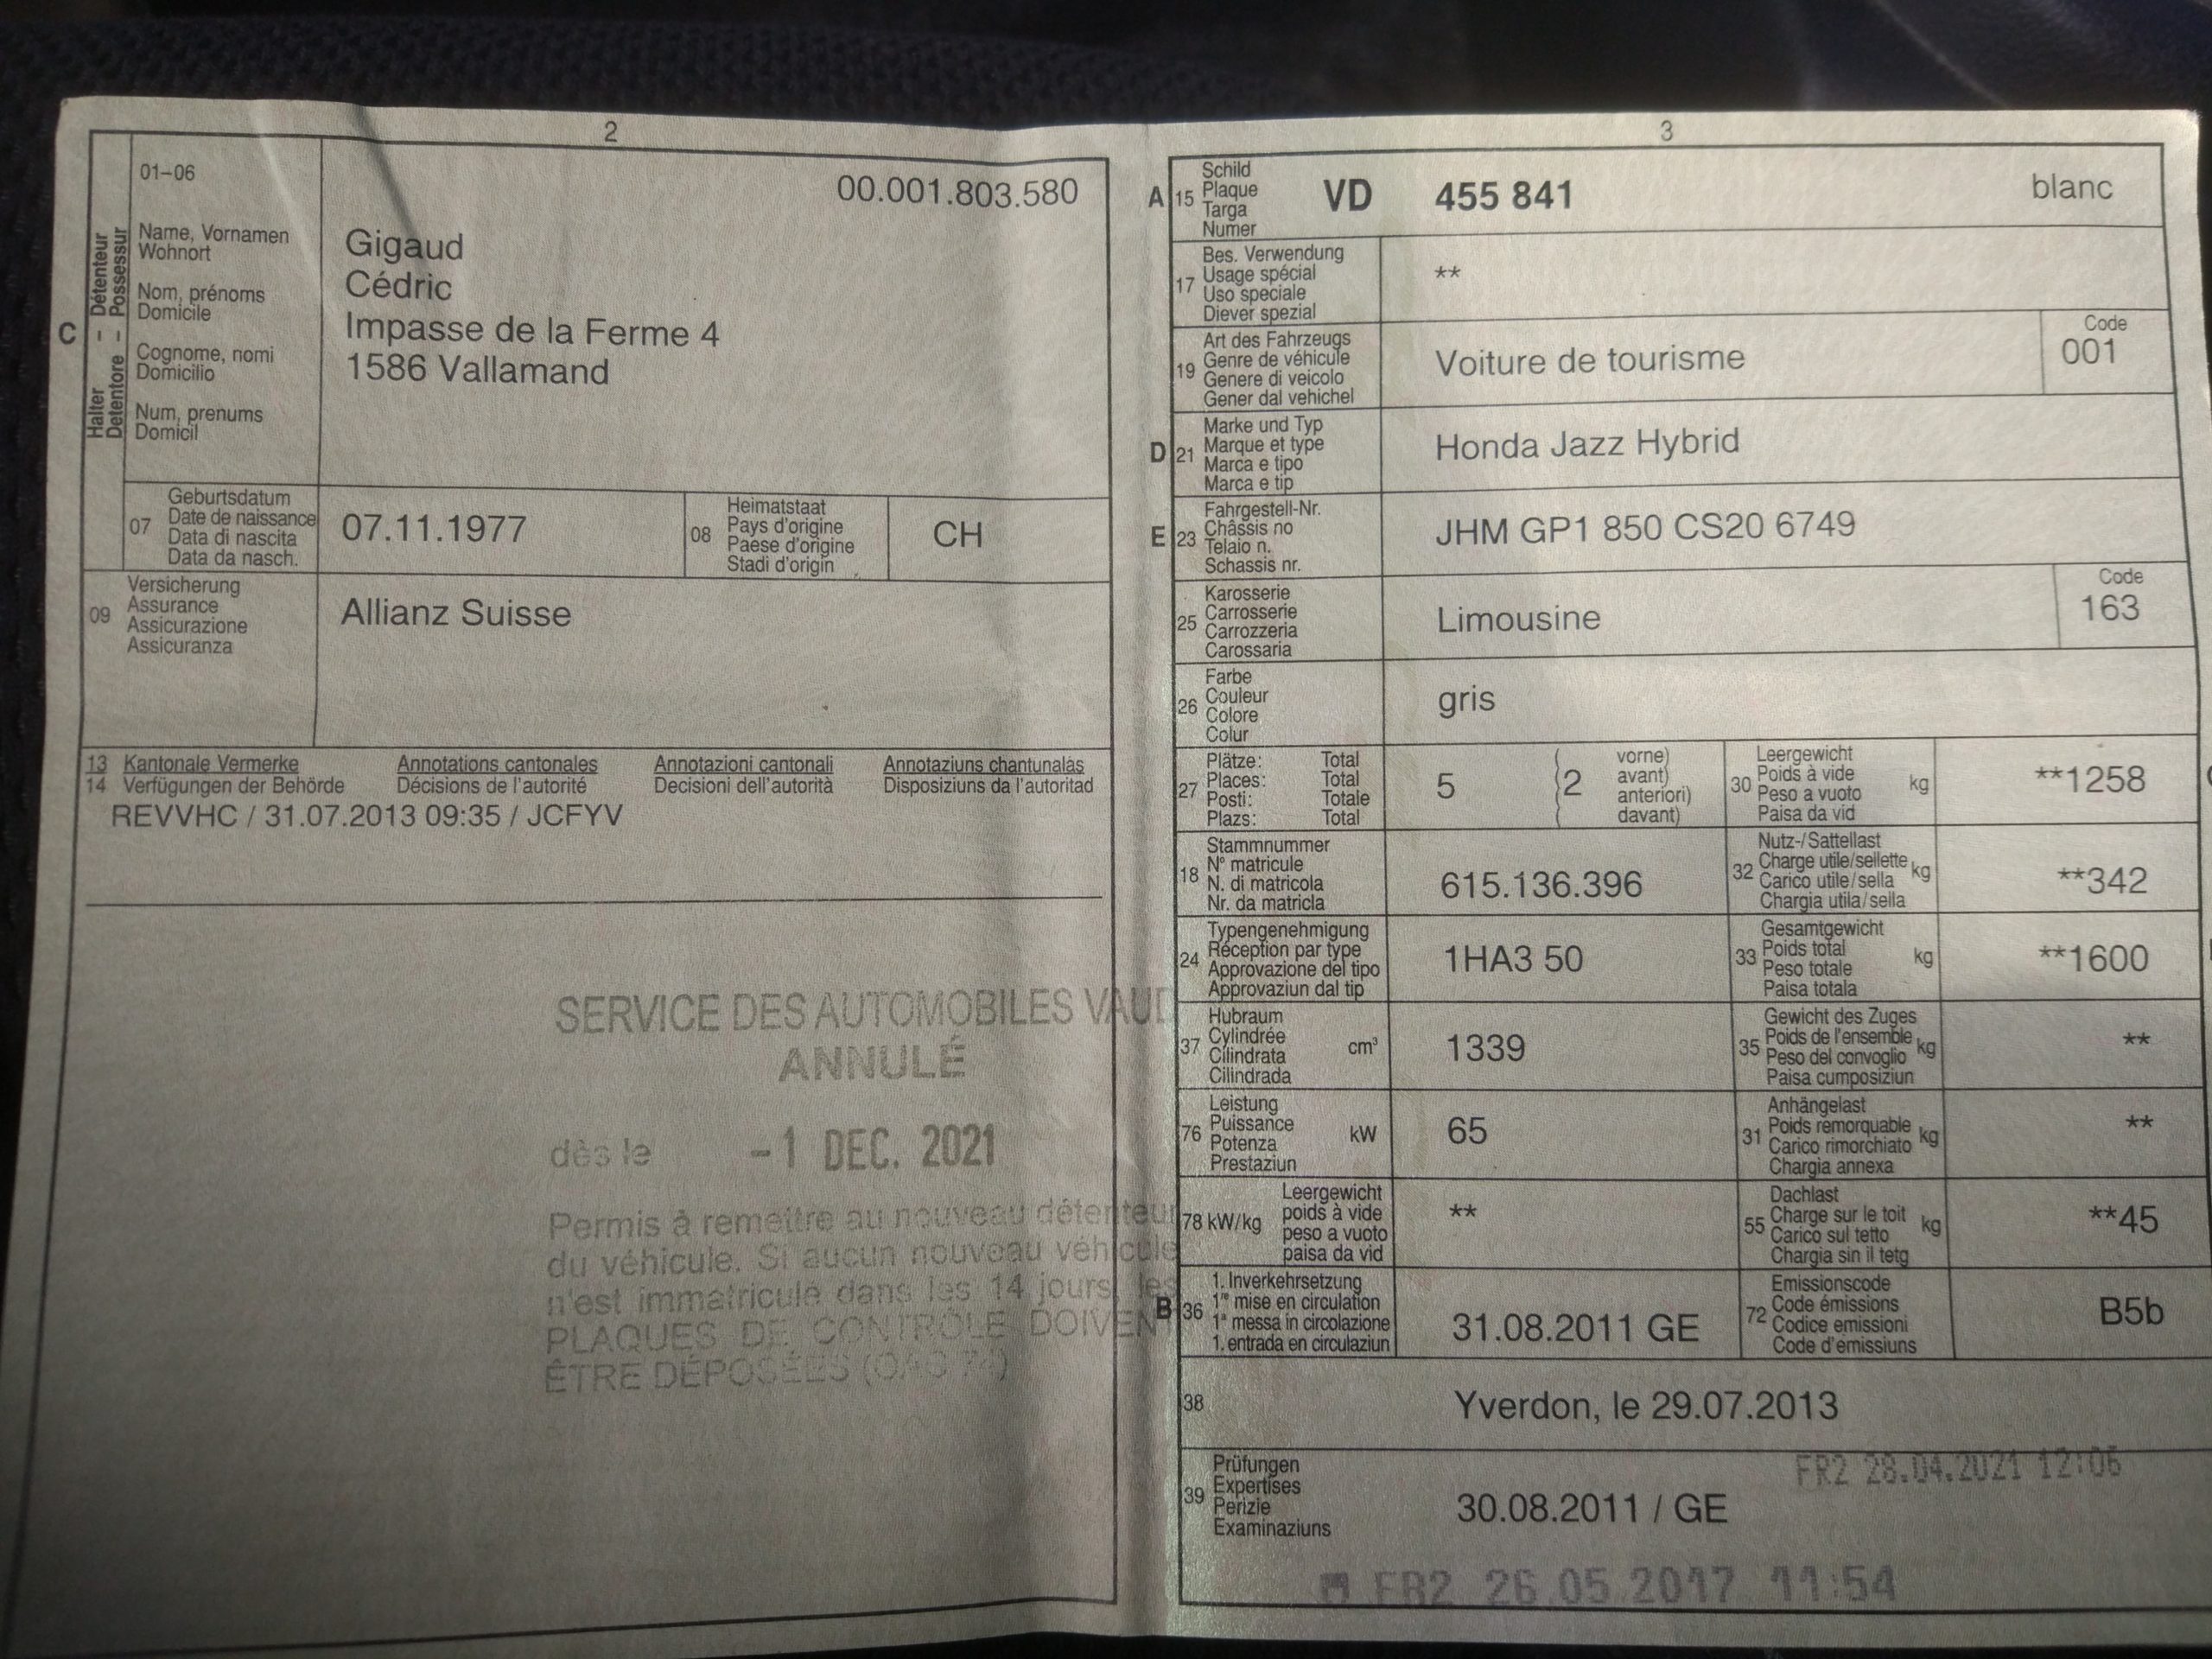 2
01–06
00.001.803.580
C
Halter – Détenteur
Detentore – Possessur
Name, Vornamen
Wohnort
Nom, prénoms
Domicile
Cognome, nomi
Domicilio
Num, prenums
Domicil
Gigaud
Cédric
Impasse de la Ferme 4
1586 Vallamand
07
Geburtsdatum
Date de naissance
Data di nascita
Data da nasch.
07.11.1977
08
Heimatstaat
Pays d'origine
Paese d'origine
Stadi d'origin
CH
09
Versicherung
Assurance
Assicurazione
Assicuranza
Allianz Suisse
13 Kantonale Vermerke Annotations cantonales Annotazioni cantonali Annotaziuns chantunalas
14 Verfügungen der Behörde Décisions de l'autorité Decisioni dell'autorità Disposiziuns da l'autoritad
REVVHC / 31.07.2013 09:35 / JCFYV
SERVICE DES AUTOMOBILES VAUD
ANNULÉ
dès le -1 DEC. 2021
Permis à remettre au nouveau détenteur
du véhicule. Si aucun nouveau véhicule
n'est immatriculé dans les 14 jours, les
PLAQUES DE CONTRÔLE DOIVENT
ÊTRE DÉPOSÉES
3
A 15
Schild
Plaque
Targa
Numer
VD 455 841 blanc
17
Bes. Verwendung
Usage spécial
Uso speciale
Diever spezial
**
19
Art des Fahrzeugs
Genre de véhicule
Genere di veicolo
Gener dal vehichel
Voiture de tourisme
Code
001
D 21
Marke und Typ
Marque et type
Marca e tipo
Marca e tip
Honda Jazz Hybrid
E 23
Fahrgestell-Nr.
Châssis no
Telaio n.
Schassis nr.
JHM GP1 850 CS20 6749
25
Karosserie
Carrosserie
Carrozzeria
Carossaria
Limousine
Code
163
26
Farbe
Couleur
Colore
Colur
gris
27
Plätze: Total
Places: Total
Posti: Totale
Plazs: Total
5 (2
vorne)
avant)
anteriori)
davant)
30
Leergewicht
Poids à vide
Peso a vuoto
Paisa da vid
kg
**1258
18
Stammnummer
N° matricule
N. di matricola
Nr. da matricla
615.136.396
32
Nutz-/Sattellast
Charge utile/sellette
Carico utile/sella
Chargia utila/sella
kg
**342
24
Typengenehmigung
Réception par type
Approvazione del tipo
Approvaziun dal tip
1HA3 50
33
Gesamtgewicht
Poids total
Peso totale
Paisa totala
kg
**1600
37
Hubraum
Cylindrée
Cilindrata
Cilindrada
cm³
1339
35
Gewicht des Zuges
Poids de l'ensemble
Peso del convoglio
Paisa cumposiziun
kg
**
76
Leistung
Puissance
Potenza
Prestaziun
kW
65
31
Anhängelast
Poids remorquable
Carico rimorchiato
Chargia annexa
kg
**
78 kW/kg
Leergewicht
poids à vide
peso a vuoto
paisa da vid
**
55
Dachlast
Charge sur le toit
Carico sul tetto
Chargia sin il tetg
kg
**45
B 36
1. Inverkehrsetzung
1re mise en circulation
1a messa in circolazione
1. entrada en circulaziun
31.08.2011 GE
72
Emissionscode
Code émissions
Codice emissioni
Code d'emissiuns
B5b
38
Yverdon, le 29.07.2013
39
Prüfungen
Expertises
Perizie
Examinaziuns
FR2 28.04.2021 12:06
30.08.2011 / GE
FR2 26.05.2017 11:54